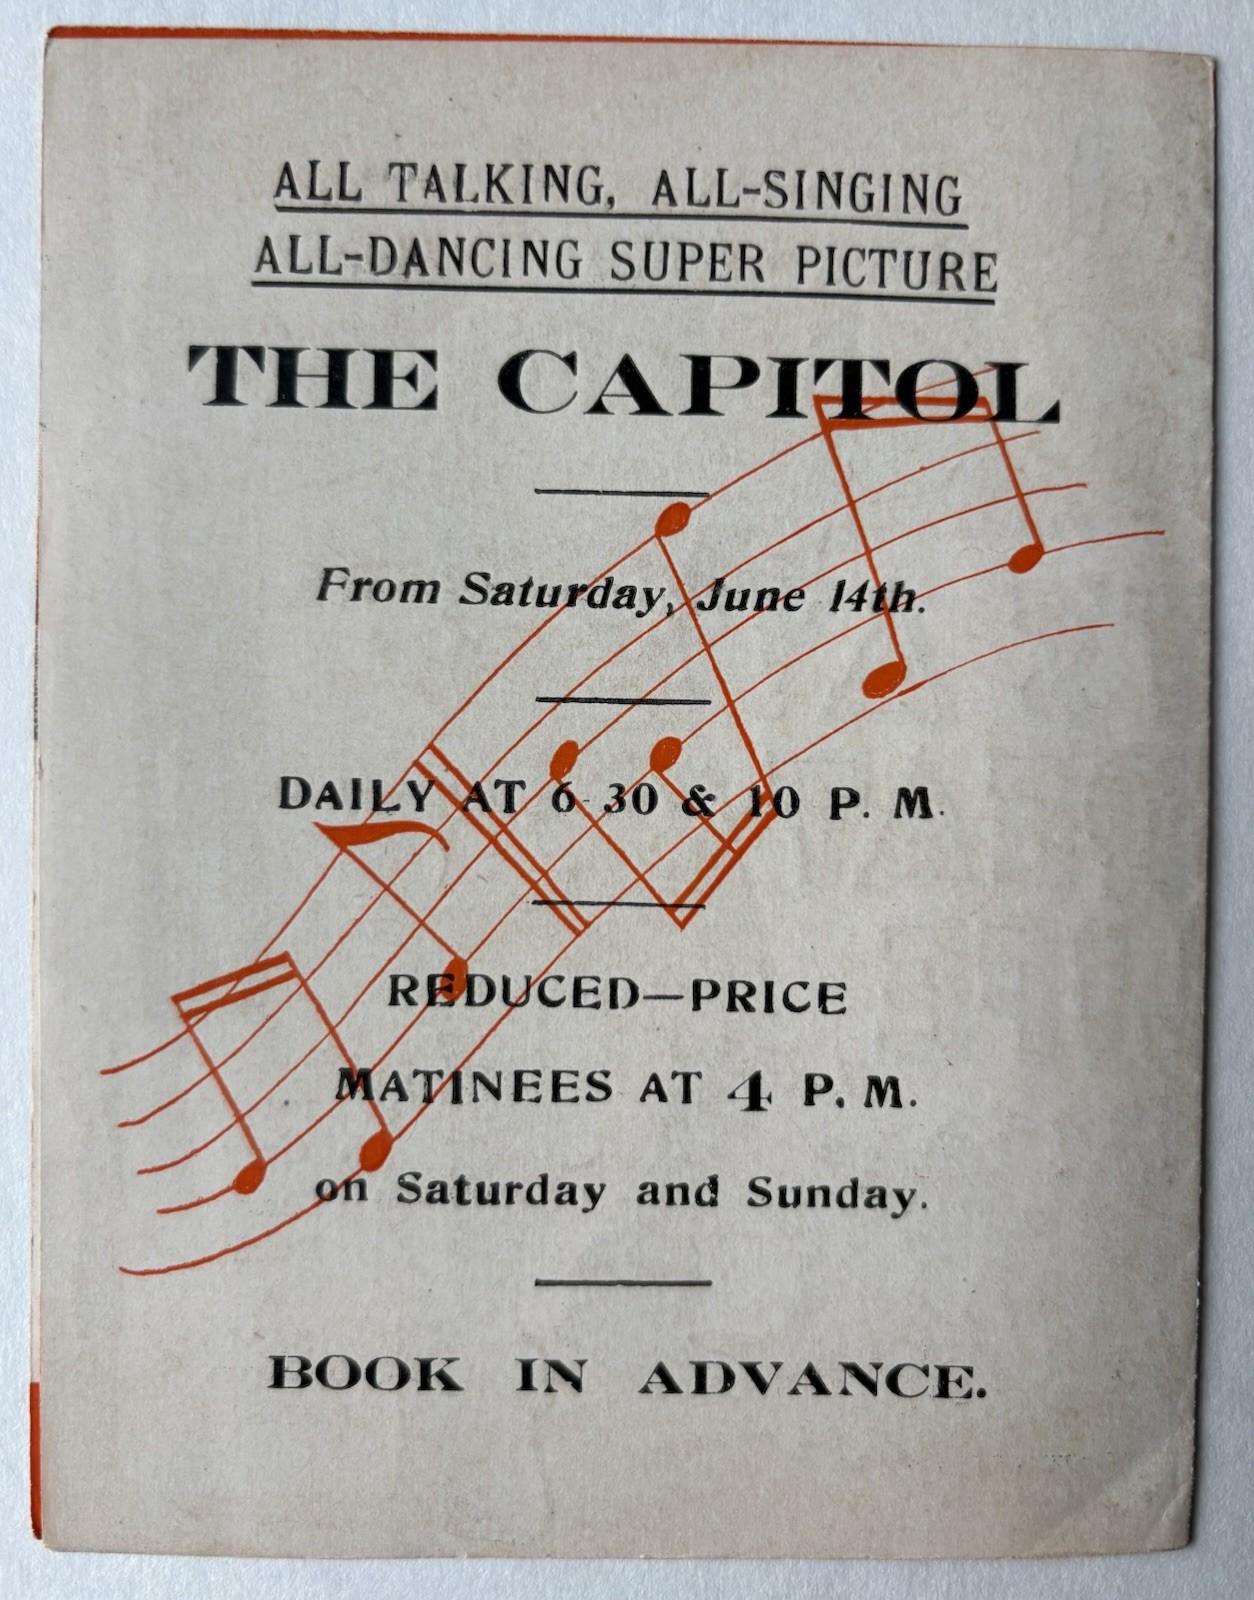 ALL TALKING, ALL-SINGING
ALL-DANCING SUPER PICTURE
THE CAPITOL
From Saturday, June 14th.
DAILY AT 6-30 & 10 P. M.
REDUCED—PRICE
MATINEES AT 4 P. M.
on Saturday and Sunday.
BOOK IN ADVANCE.